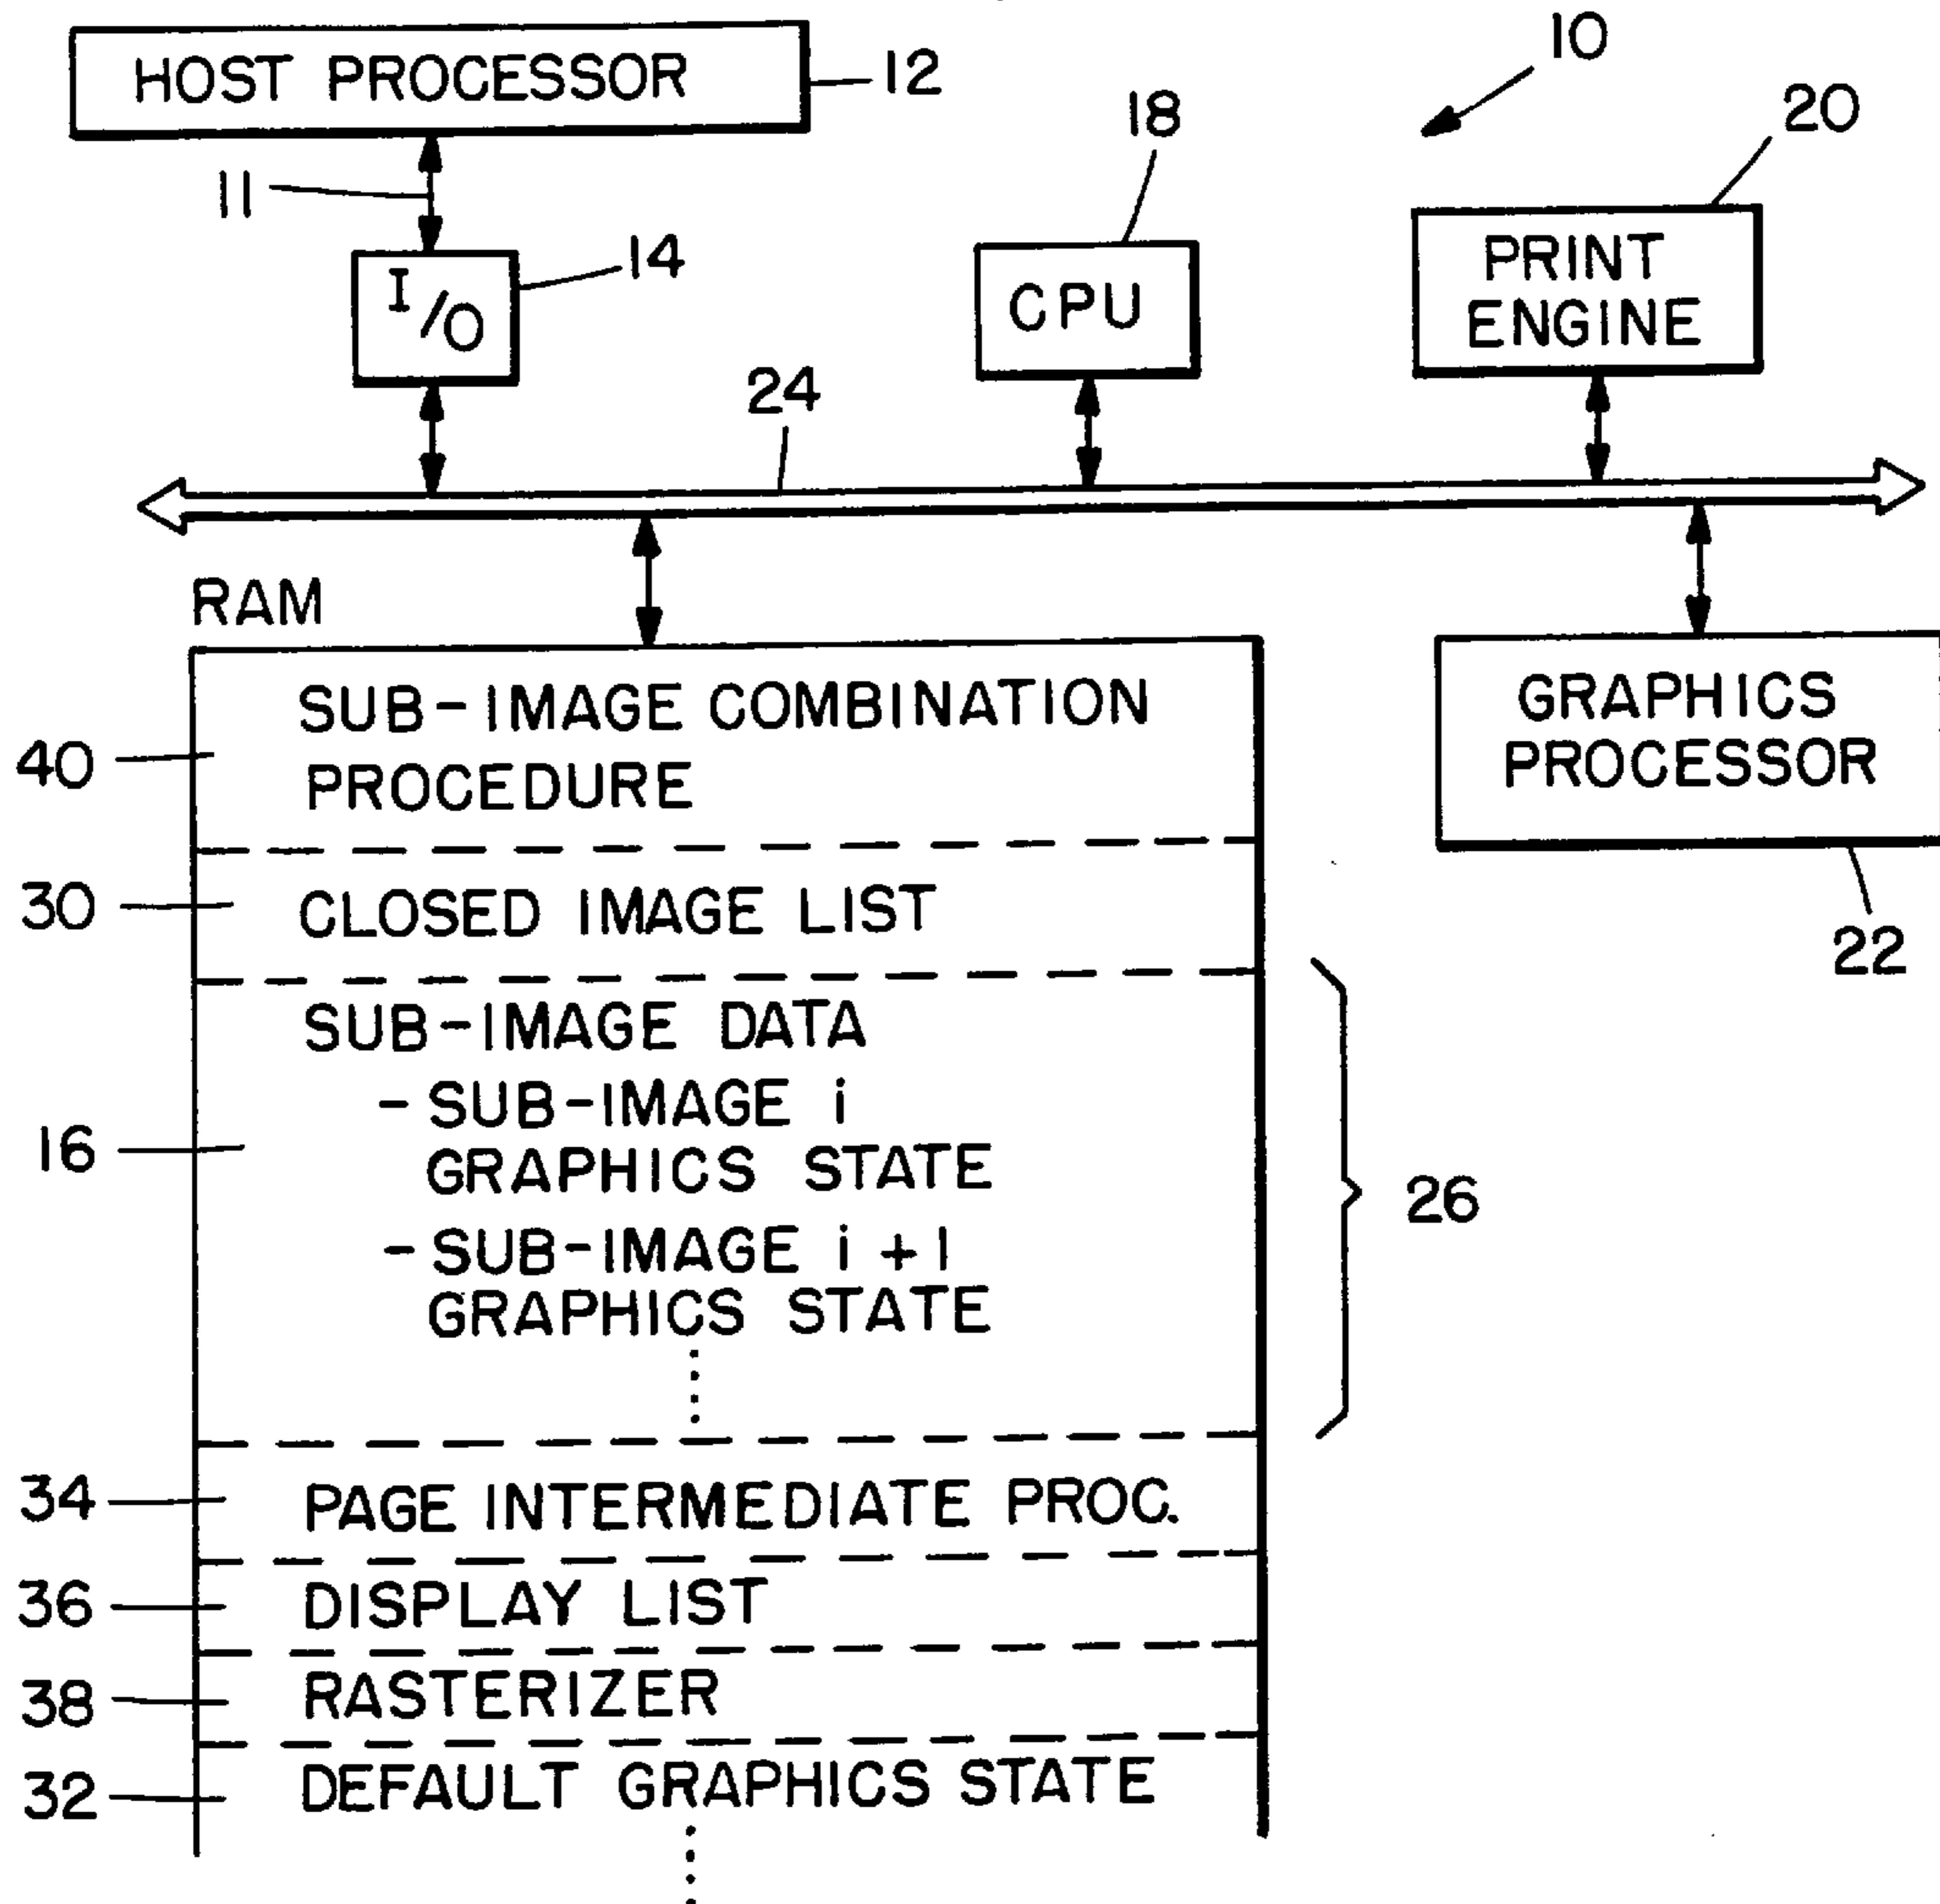 HOST PROCESSOR
12
10
18
20
11
14
I/O
CPU
PRINT
ENGINE
24
RAM
SUB-IMAGE COMBINATION
PROCEDURE
40
GRAPHICS
PROCESSOR
22
30
CLOSED IMAGE LIST
SUB-IMAGE DATA
- SUB-IMAGE i
GRAPHICS STATE
16
- SUB-IMAGE i + 1
GRAPHICS STATE
26
34
PAGE INTERMEDIATE PROC.
36
DISPLAY LIST
38
RASTERIZER
32
DEFAULT GRAPHICS STATE